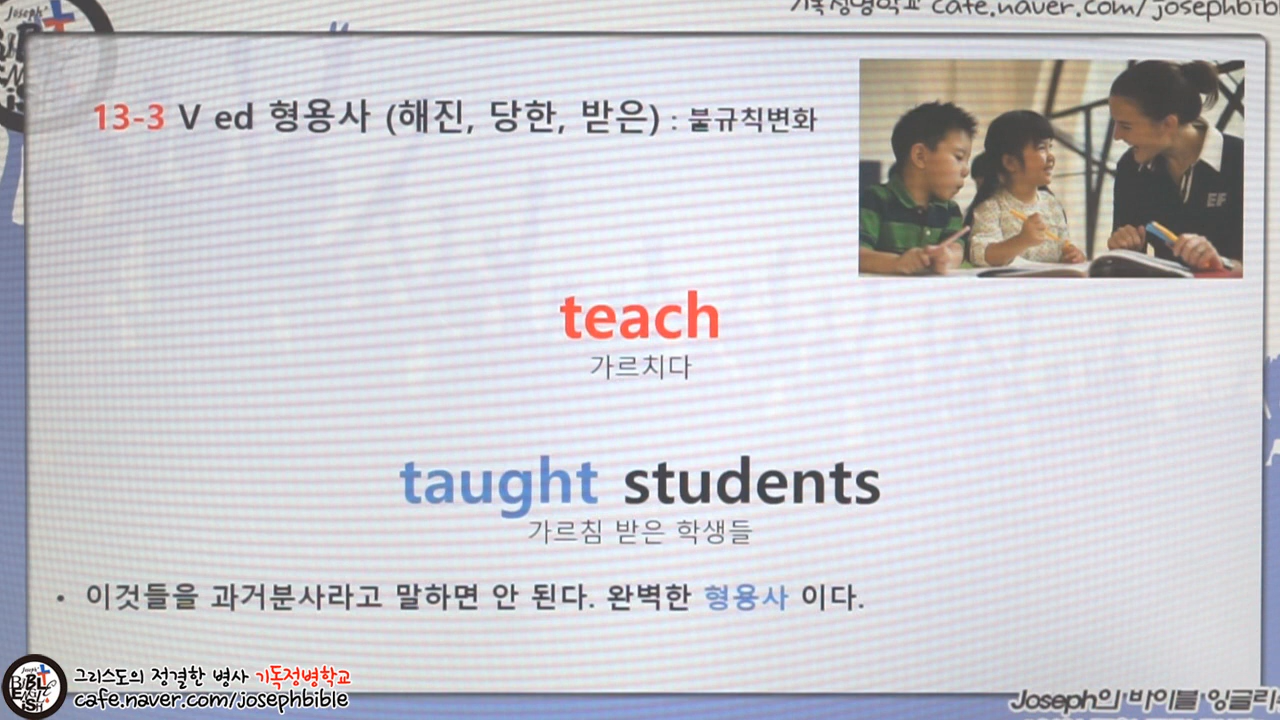 Joseph'
cafe.naver.com/josephbibl
13-3 V ed 형용사 (해진, 당한, 받은) : 불규칙변화
EF
teach
가르치다
taught students
가르침 받은 학생들
• 이것들을 과거분사라고 말하면 안 된다. 완벽한 형용사 이다.
그리스도의 정결한 병사 기독정병학교
cafe.naver.com/josephbible
Joseph의 바이블 잉글리